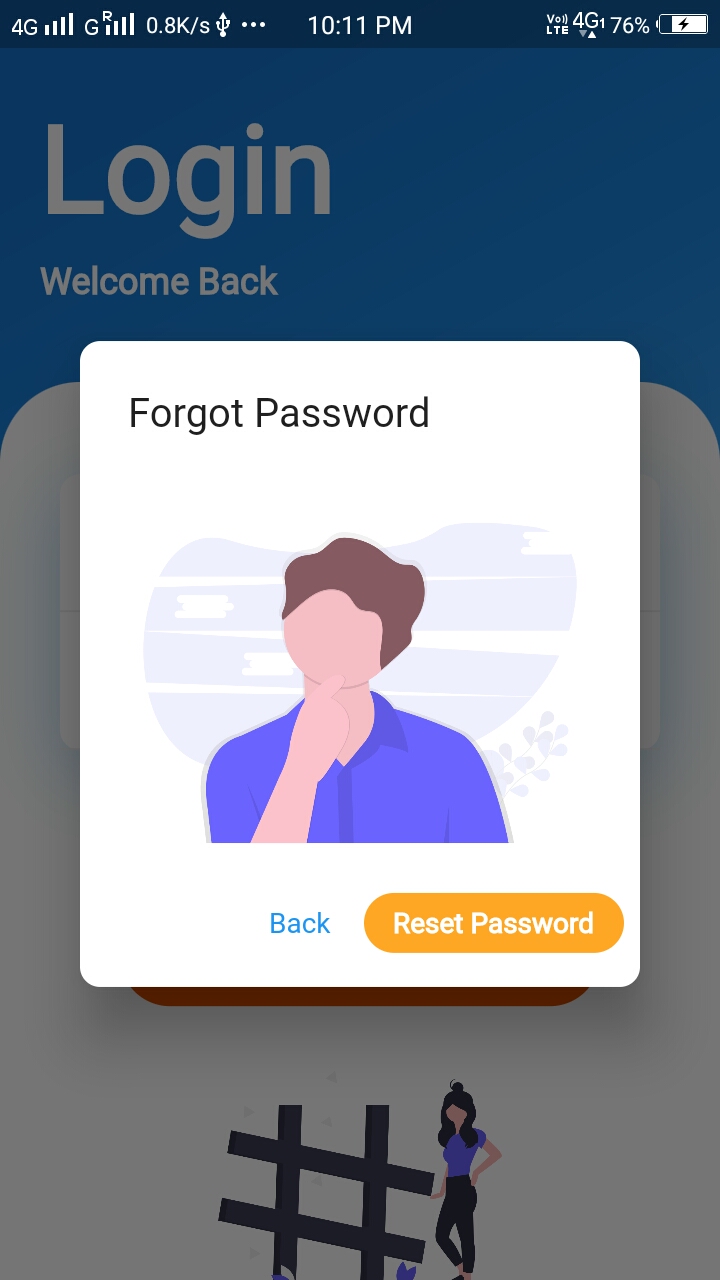 4G G R 0.8K/s ••• 10:11 PM Vo)) LTE 4G1 76%
Login
Welcome Back
Forgot Password
Back Reset Password